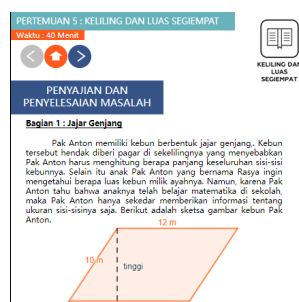 PERTEMUAN 5 : KELILING DAN LUAS SEGIEMPAT
Waktu : 40 Menit
KELILING DAN
LUAS
SEGIEMPAT
PENYAJIAN DAN
PENYELESAIAN MASALAH
Bagian 1 : Jajar Genjang
Pak Anton memiliki kebun berbentuk jajar genjang,. Kebun
tersebut hendak diberi pagar di sekelilingnya yang menyebabkan
Pak Anton harus menghitung berapa panjang keseluruhan sisi-sisi
kebunnya. Selain itu anak Pak Anton yang bernama Rasya ingin
mengetahui berapa luas kebun milik ayahnya. Namun, karena Pak
Anton tahu bahwa anaknya telah belajar matematika di sekolah,
maka Pak Anton hanya sekedar memberikan informasi tentang
ukuran sisi-sisinya saja. Berikut adalah sketsa gambar kebun Pak
Anton.
12 m
10 m
tinggi